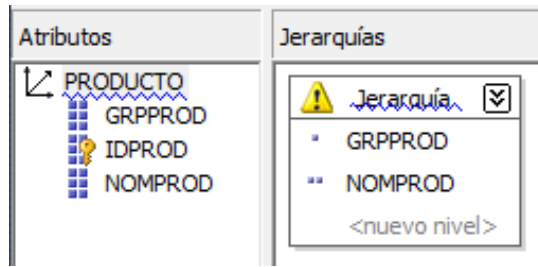 Atributos
PRODUCTO
GRPPROD
IDPROD
NOMPROD
Jerarquías
Jerarquía
GRPPROD
NOMPROD
<nuevo nivel>